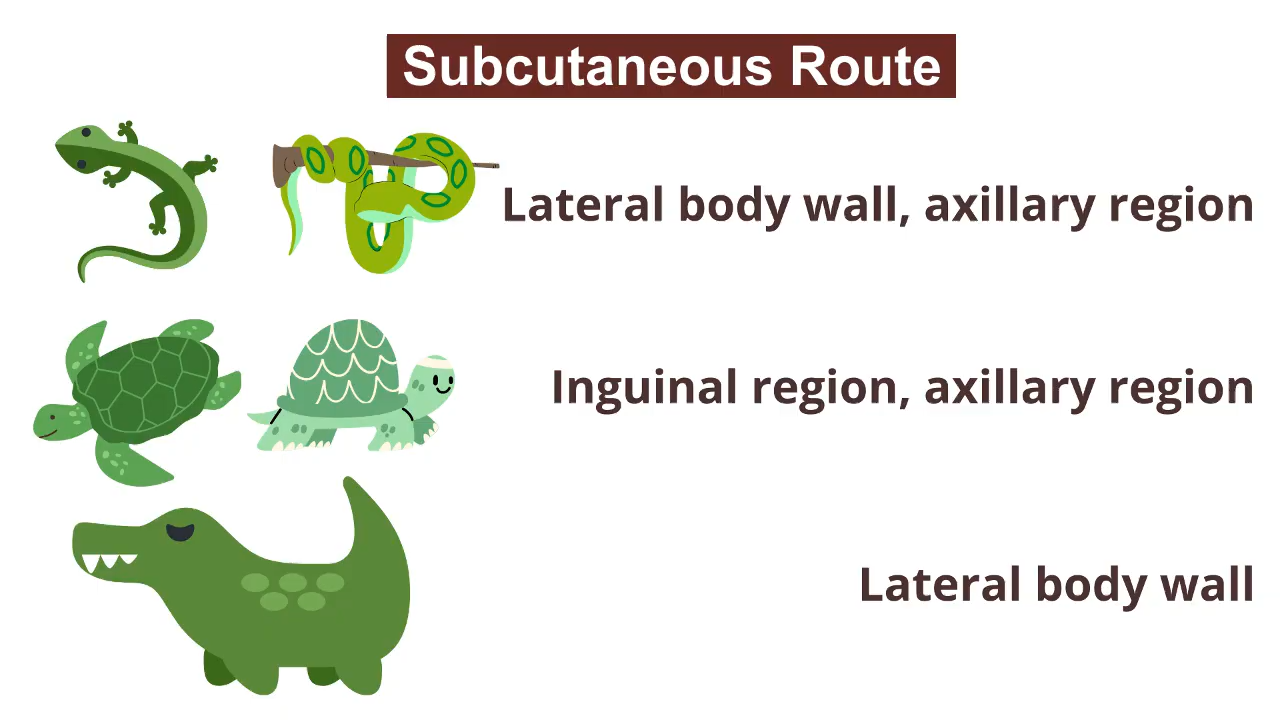 Subcutaneous Route
Lateral body wall, axillary region
Inguinal region, axillary region
Lateral body wall